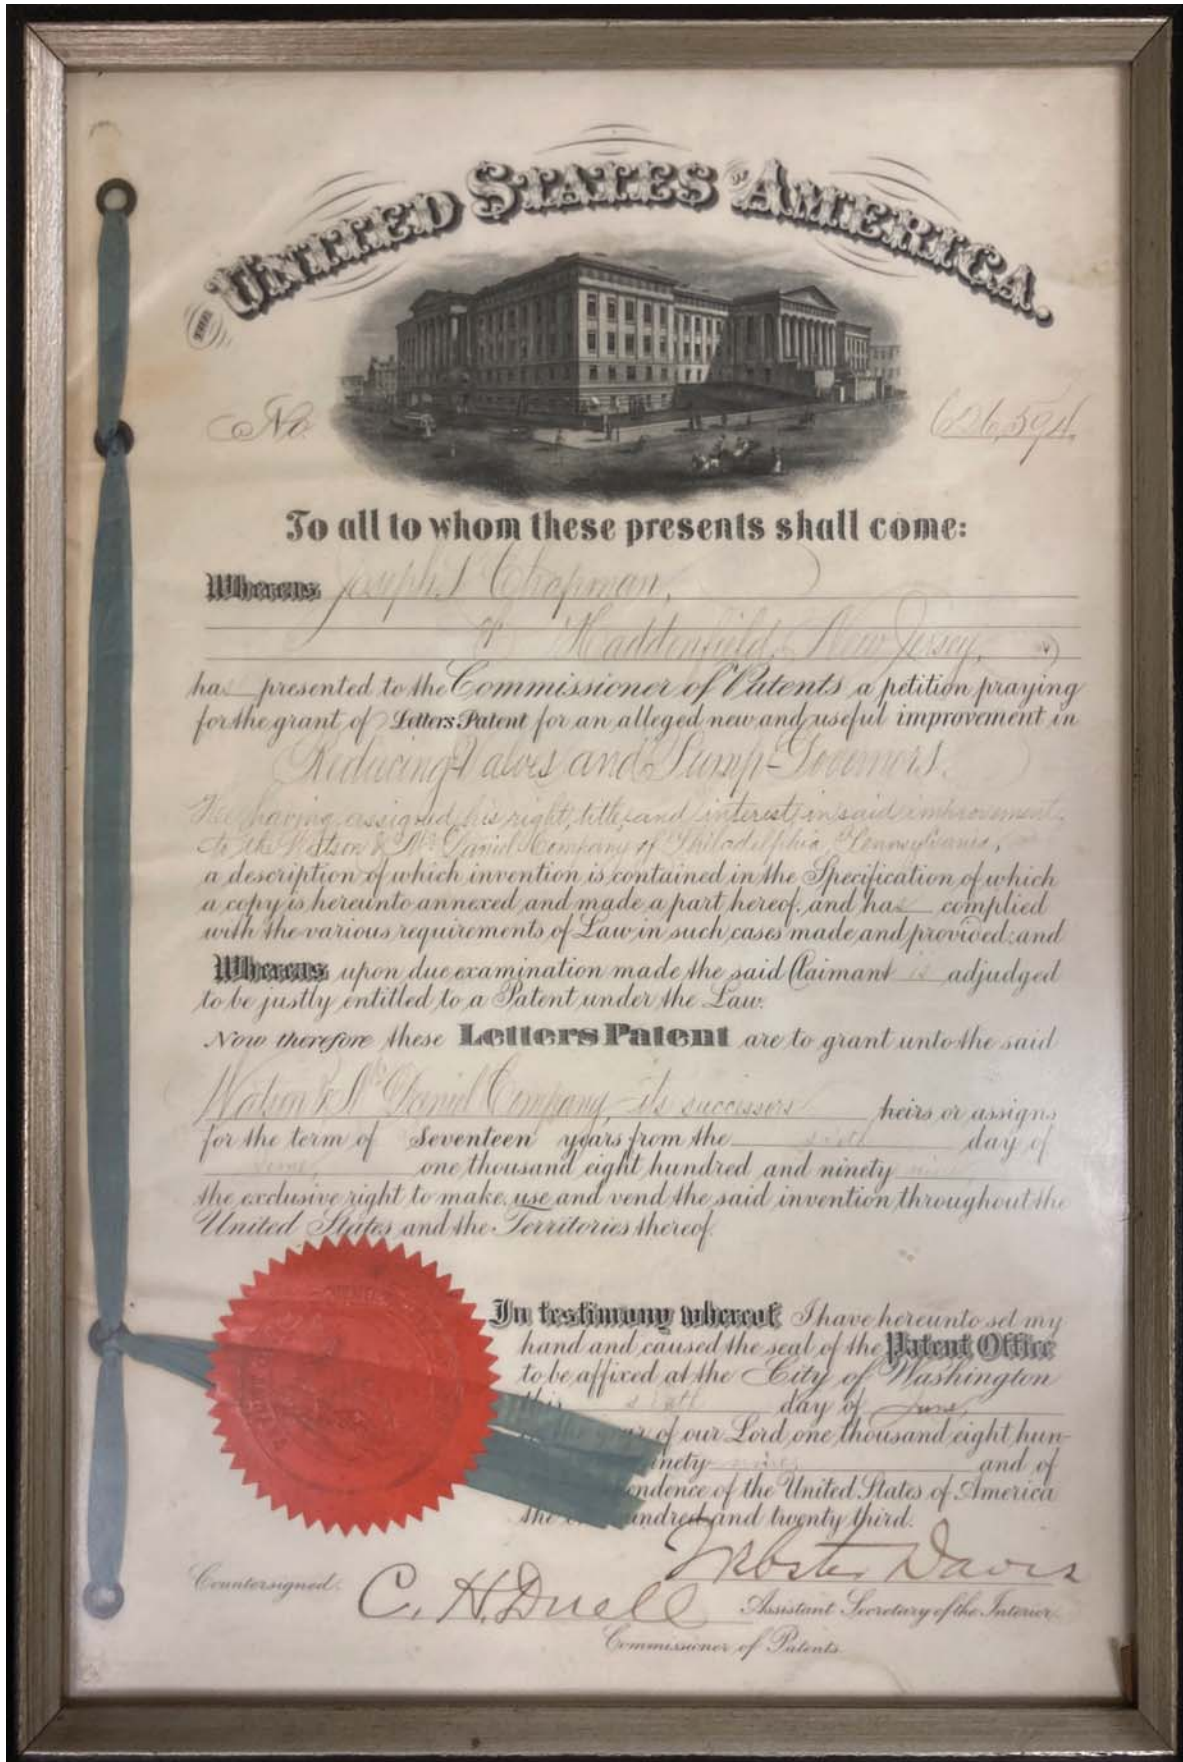 THE UNITED STATES OF AMERICA.
No. 626,594.
To all to whom these presents shall come:
Whereas Joseph S. Chapman,
of Haddonfield, New Jersey,
has presented to the Commissioner of Patents a petition praying
for the grant of Letters Patent for an alleged new and useful improvement in
Reducing-Valves and Pump-Governors.
He having assigned his right, title, and interest in said improvement
to the Watson & McDaniel Company, of Philadelphia, Pennsylvania,
a description of which invention is contained in the Specification of which
a copy is hereunto annexed and made a part hereof, and has complied
with the various requirements of Law in such cases made and provided; and
Whereas upon due examination made the said Claimant is adjudged
to be justly entitled to a Patent under the Law.
Now therefore these Letters Patent are to grant unto the said
Watson & McDaniel Company, its successors heirs or assigns
for the term of Seventeen years from the sixth day of
June, one thousand eight hundred and ninety nine
the exclusive right to make, use and vend the said invention throughout the
United States and the Territories thereof.
In testimony whereof I have hereunto set my
hand and caused the seal of the Patent Office
to be affixed at the City of Washington
this sixth day of June,
year of our Lord one thousand eight hun-
inety nine and of
endence of the United States of America
the undred and twenty third.
Webster Davis
Countersigned: C. H. Duell Assistant Secretary of the Interior.
Commissioner of Patents.